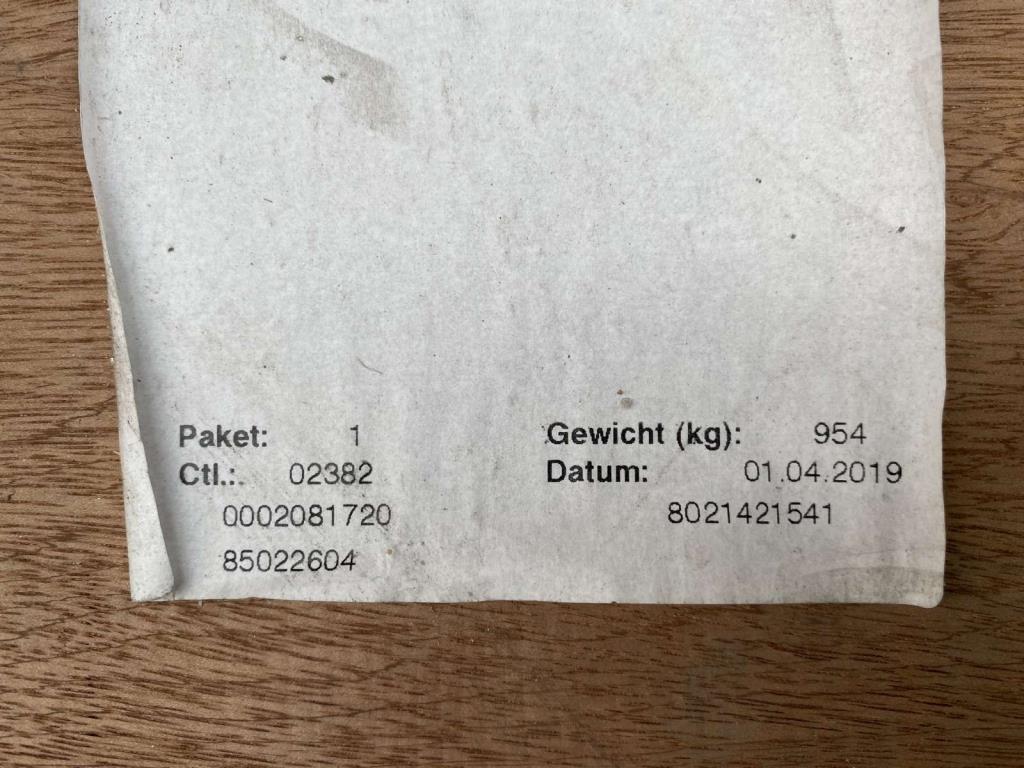 Paket: 1 Gewicht (kg): 954
Ctl.: 02382 Datum: 01.04.2019
0002081720 8021421541
85022604